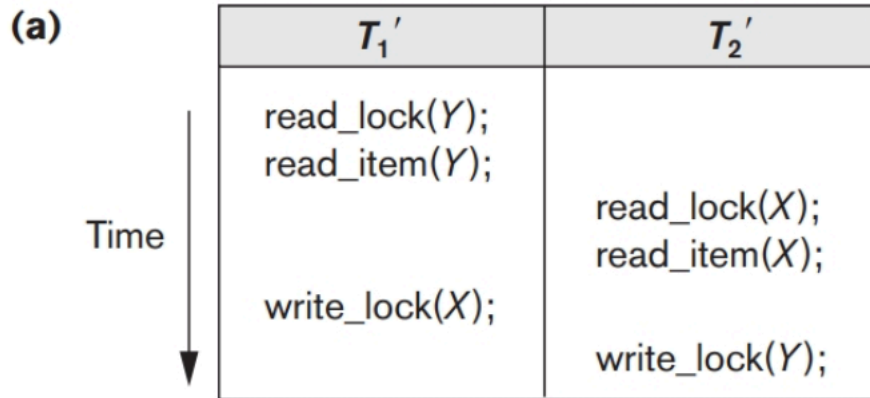 (a)
T₁′ T₂′
read_lock(Y);
read_item(Y);
read_lock(X);
Time
read_item(X);
write_lock(X);
write_lock(Y);